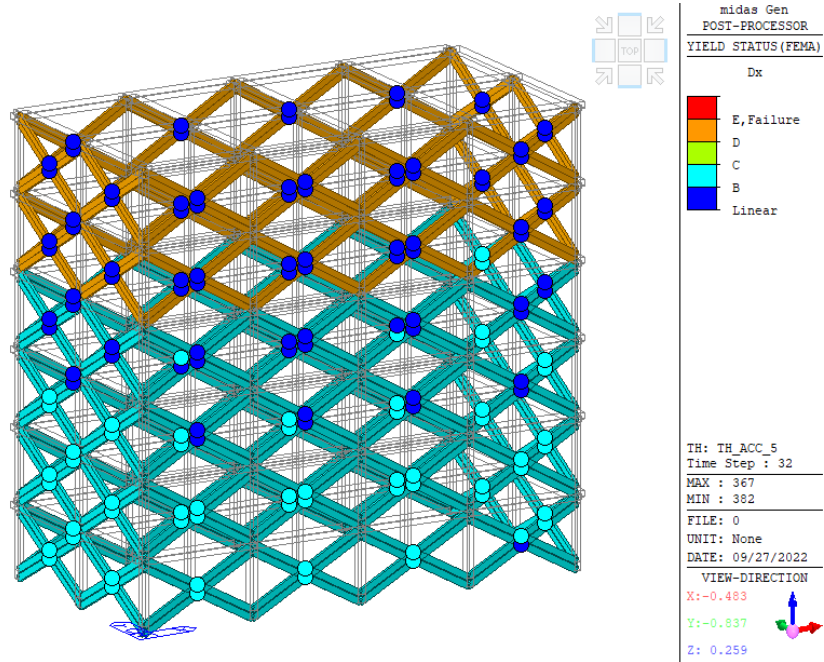 TOP
midas Gen
POST-PROCESSOR
YIELD STATUS(FEMA)
Dx
E,Failure
D
C
B
Linear
TH: TH_ACC_5
Time Step : 32
MAX : 367
MIN : 382
FILE: 0
UNIT: None
DATE: 09/27/2022
VIEW-DIRECTION
X:-0.483
Y:-0.837
Z: 0.259